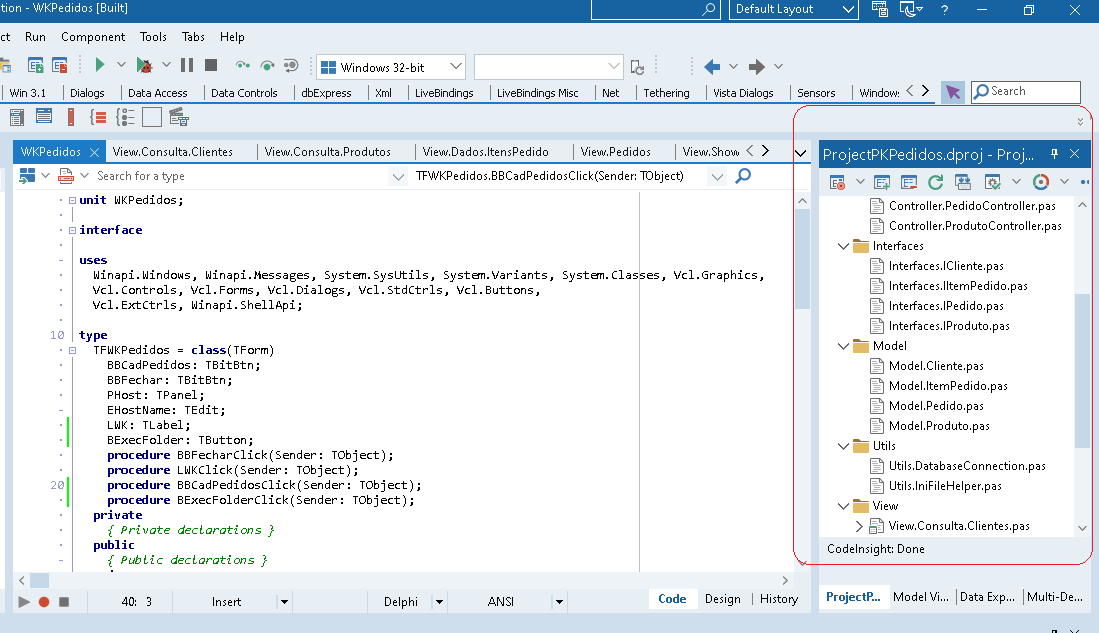 tion - WKPedidos [Built]
Default Layout
?
ct Run Component Tools Tabs Help
Windows 32-bit
Win 3.1 Dialogs Data Access Data Controls dbExpress Xml LiveBindings LiveBindings Misc Net Tethering Vista Dialogs Sensors Window: Search
WKPedidos View.Consulta.Clientes View.Consulta.Produtos View.Dados.ItensPedido View.Pedidos View.Show
Search for a type TFWKPedidos.BBCadPedidosClick(Sender: TObject)
unit WKPedidos;
interface
uses
Winapi.Windows, Winapi.Messages, System.SysUtils, System.Variants, System.Classes, Vcl.Graphics,
Vcl.Controls, Vcl.Forms, Vcl.Dialogs, Vcl.StdCtrls, Vcl.Buttons,
Vcl.ExtCtrls, Winapi.ShellApi;
10 type
TFWKPedidos = class(TForm)
BBCadPedidos: TBitBtn;
BBFechar: TBitBtn;
PHost: TPanel;
EHostName: TEdit;
LWK: TLabel;
BExecFolder: TButton;
procedure BBFecharClick(Sender: TObject);
procedure LWKClick(Sender: TObject);
20 procedure BBCadPedidosClick(Sender: TObject);
procedure BExecFolderClick(Sender: TObject);
private
{ Private declarations }
public
{ Public declarations }
40: 3 Insert Delphi ANSI Code Design History
ProjectPKPedidos.dproj - Proj...
Controller.PedidoController.pas
Controller.ProdutoController.pas
Interfaces
Interfaces.ICliente.pas
Interfaces.IItemPedido.pas
Interfaces.IPedido.pas
Interfaces.IProduto.pas
Model
Model.Cliente.pas
Model.ItemPedido.pas
Model.Pedido.pas
Model.Produto.pas
Utils
Utils.DatabaseConnection.pas
Utils.IniFileHelper.pas
View
View.Consulta.Clientes.pas
CodeInsight: Done
ProjectP... Model Vi... Data Exp... Multi-De...